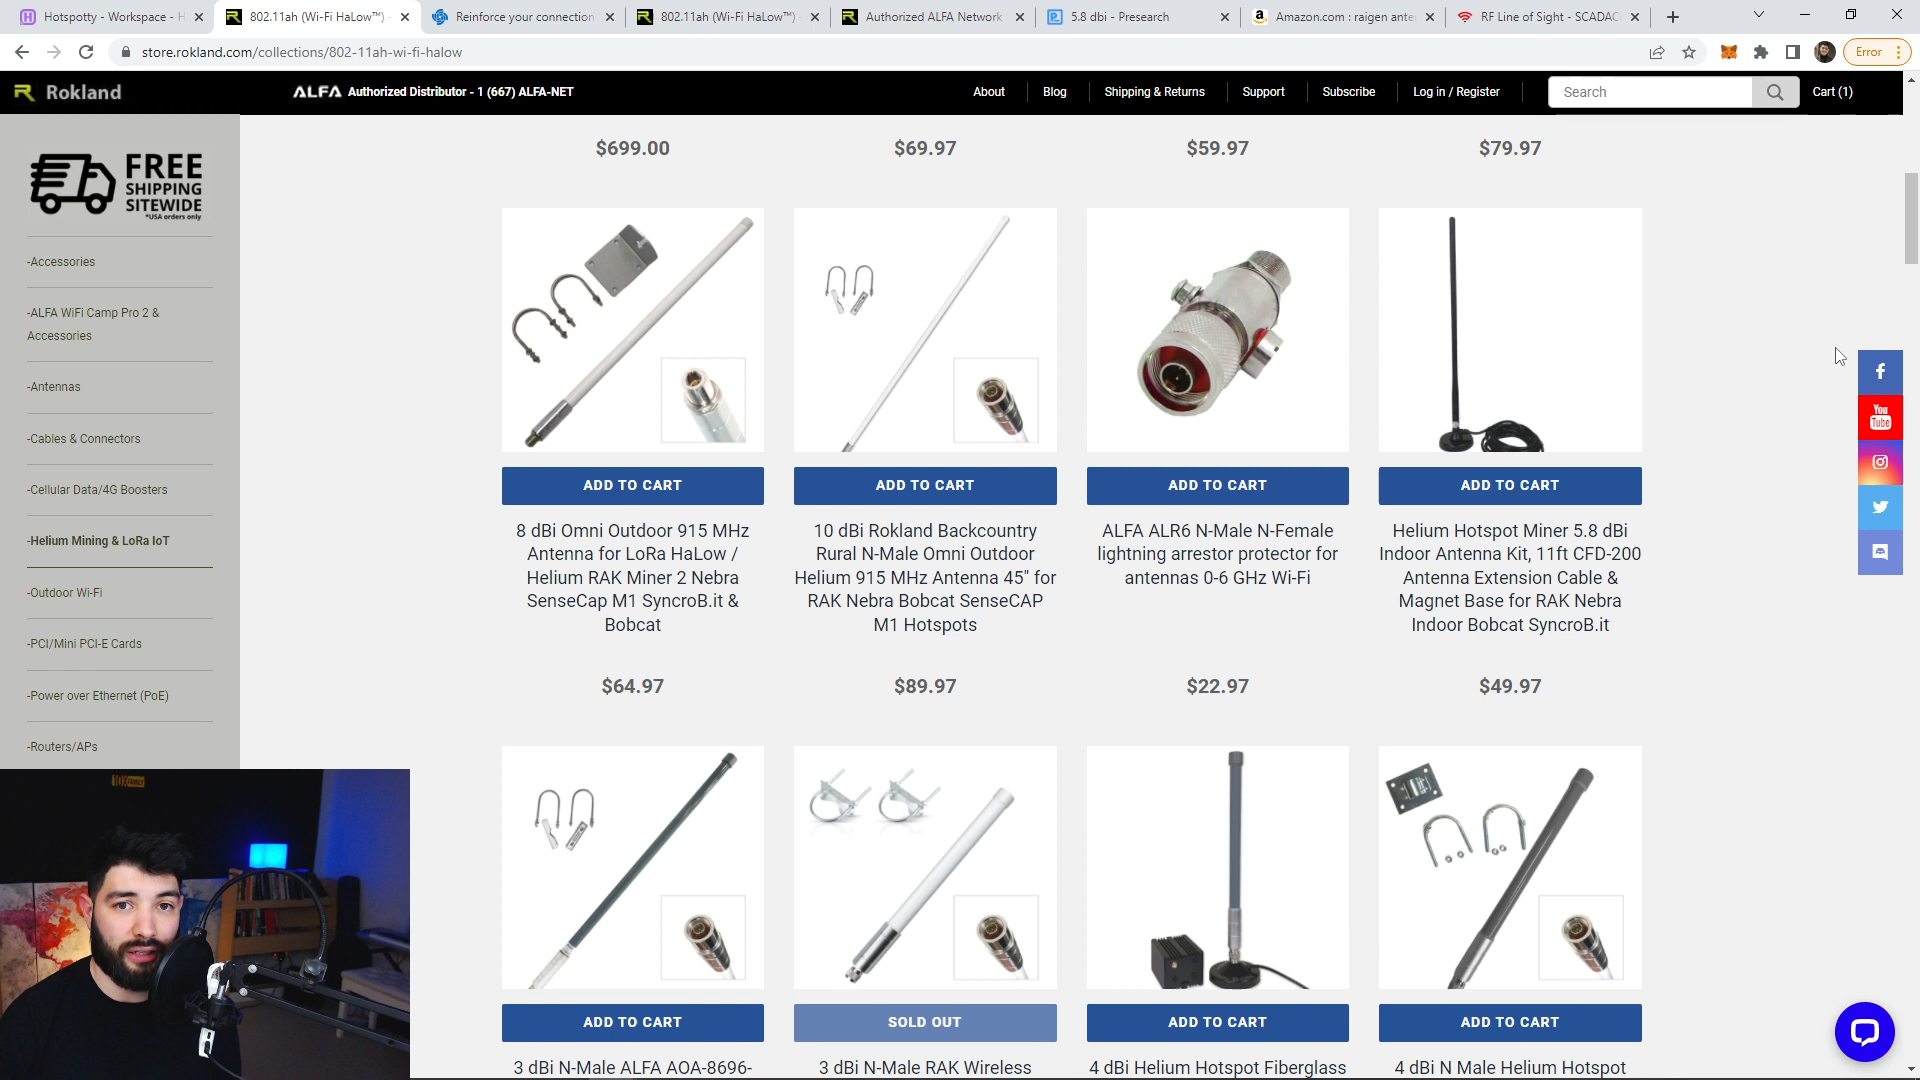 Hotspotty - Workspace - H
802.11ah (Wi-Fi HaLow™) -
Reinforce your connection
802.11ah (Wi-Fi HaLow™) -
Authorized ALFA Network
5.8 dbi - Presearch
Amazon.com : raigen ante
RF Line of Sight - SCADAC
store.rokland.com/collections/802-11ah-wi-fi-halow
Error
Rokland
ALFA Authorized Distributor - 1 (667) ALFA-NET
About
Blog
Shipping & Returns
Support
Subscribe
Log in / Register
Search
Cart (1)
FREE
SHIPPING
SITEWIDE
*USA orders only
-Accessories
-ALFA WiFi Camp Pro 2 &
Accessories
-Antennas
-Cables & Connectors
-Cellular Data/4G Boosters
-Helium Mining & LoRa IoT
-Outdoor Wi-Fi
-PCI/Mini PCI-E Cards
-Power over Ethernet (PoE)
-Routers/APs
$699.00
$69.97
$59.97
$79.97
ADD TO CART
ADD TO CART
ADD TO CART
ADD TO CART
8 dBi Omni Outdoor 915 MHz
Antenna for LoRa HaLow /
Helium RAK Miner 2 Nebra
SenseCap M1 SyncroB.it &
Bobcat
10 dBi Rokland Backcountry
Rural N-Male Omni Outdoor
Helium 915 MHz Antenna 45" for
RAK Nebra Bobcat SenseCAP
M1 Hotspots
ALFA ALR6 N-Male N-Female
lightning arrestor protector for
antennas 0-6 GHz Wi-Fi
Helium Hotspot Miner 5.8 dBi
Indoor Antenna Kit, 11ft CFD-200
Antenna Extension Cable &
Magnet Base for RAK Nebra
Indoor Bobcat SyncroB.it
$64.97
$89.97
$22.97
$49.97
ADD TO CART
SOLD OUT
ADD TO CART
ADD TO CART
3 dBi N-Male ALFA AOA-8696-
3 dBi N-Male RAK Wireless
4 dBi Helium Hotspot Fiberglass
4 dBi N Male Helium Hotspot
You
Tube